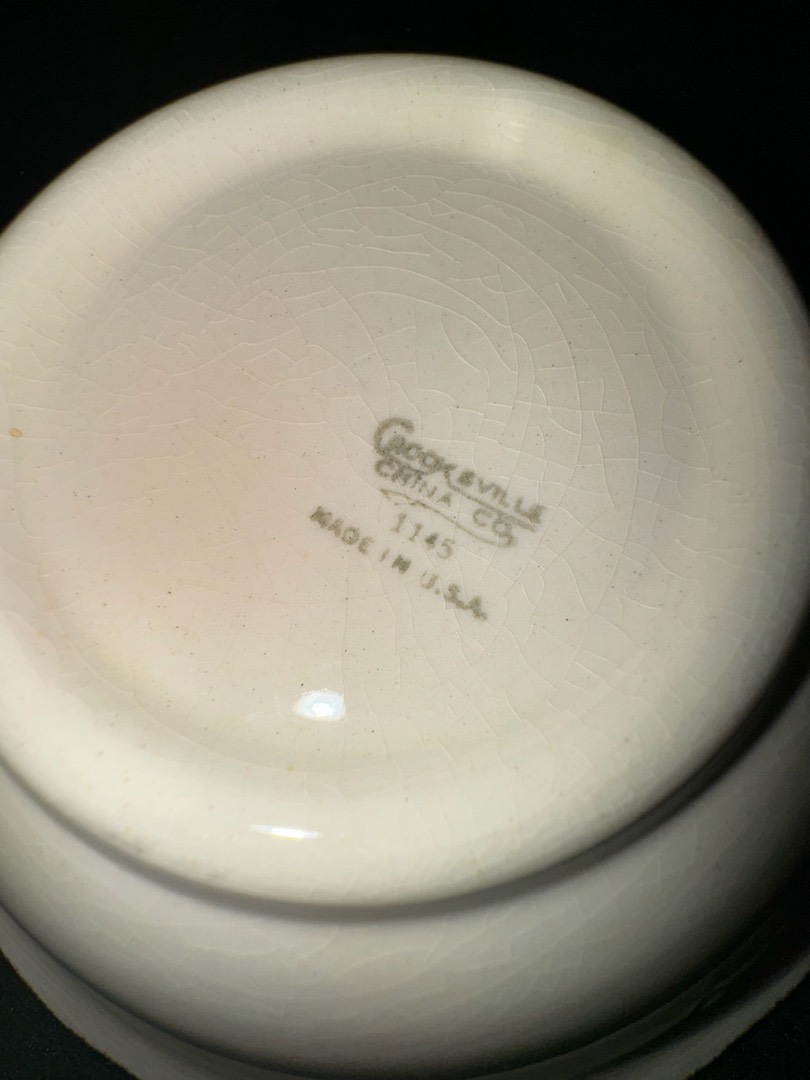 CROOKSVILLE
CHINA CO.
1145
MADE IN U.S.A.